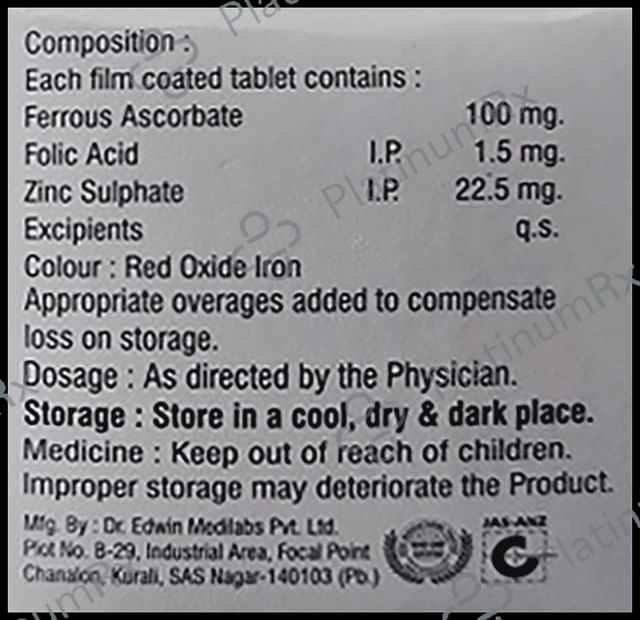 Composition :
Each film coated tablet contains :
Ferrous Ascorbate 100 mg.
Folic Acid I.P. 1.5 mg.
Zinc Sulphate I.P. 22.5 mg.
Excipients q.s.
Colour : Red Oxide Iron
Appropriate overages added to compensate
loss on storage.
Dosage : As directed by the Physician.
Storage : Store in a cool, dry & dark place.
Medicine : Keep out of reach of children.
Improper storage may deteriorate the Product.
Mfg. By : Dr. Edwin Medilabs Pvt. Ltd.
Plot No. B-29, Industrial Area, Focal Point
Chanalon, Kurali, SAS Nagar-140103 (Pb.)
JAS-ANZ
PlatinumRx